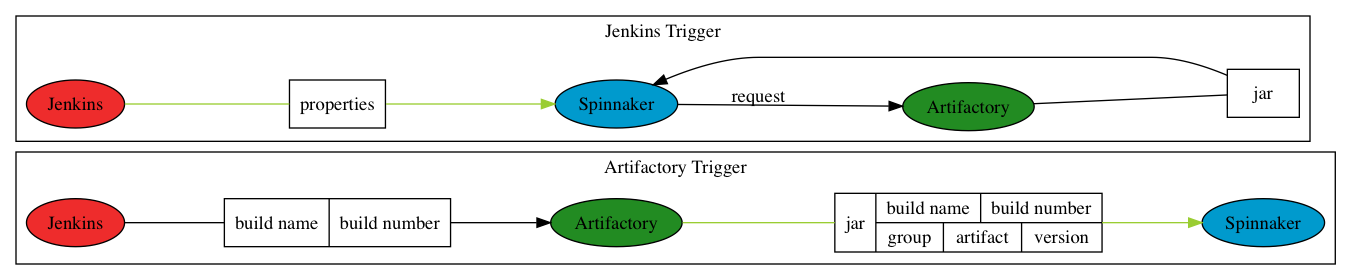 Jenkins Trigger
Jenkins
properties
Spinnaker
request
Artifactory
jar
Artifactory Trigger
Jenkins
build name build number
Artifactory
jar
build name build number
group artifact version
Spinnaker